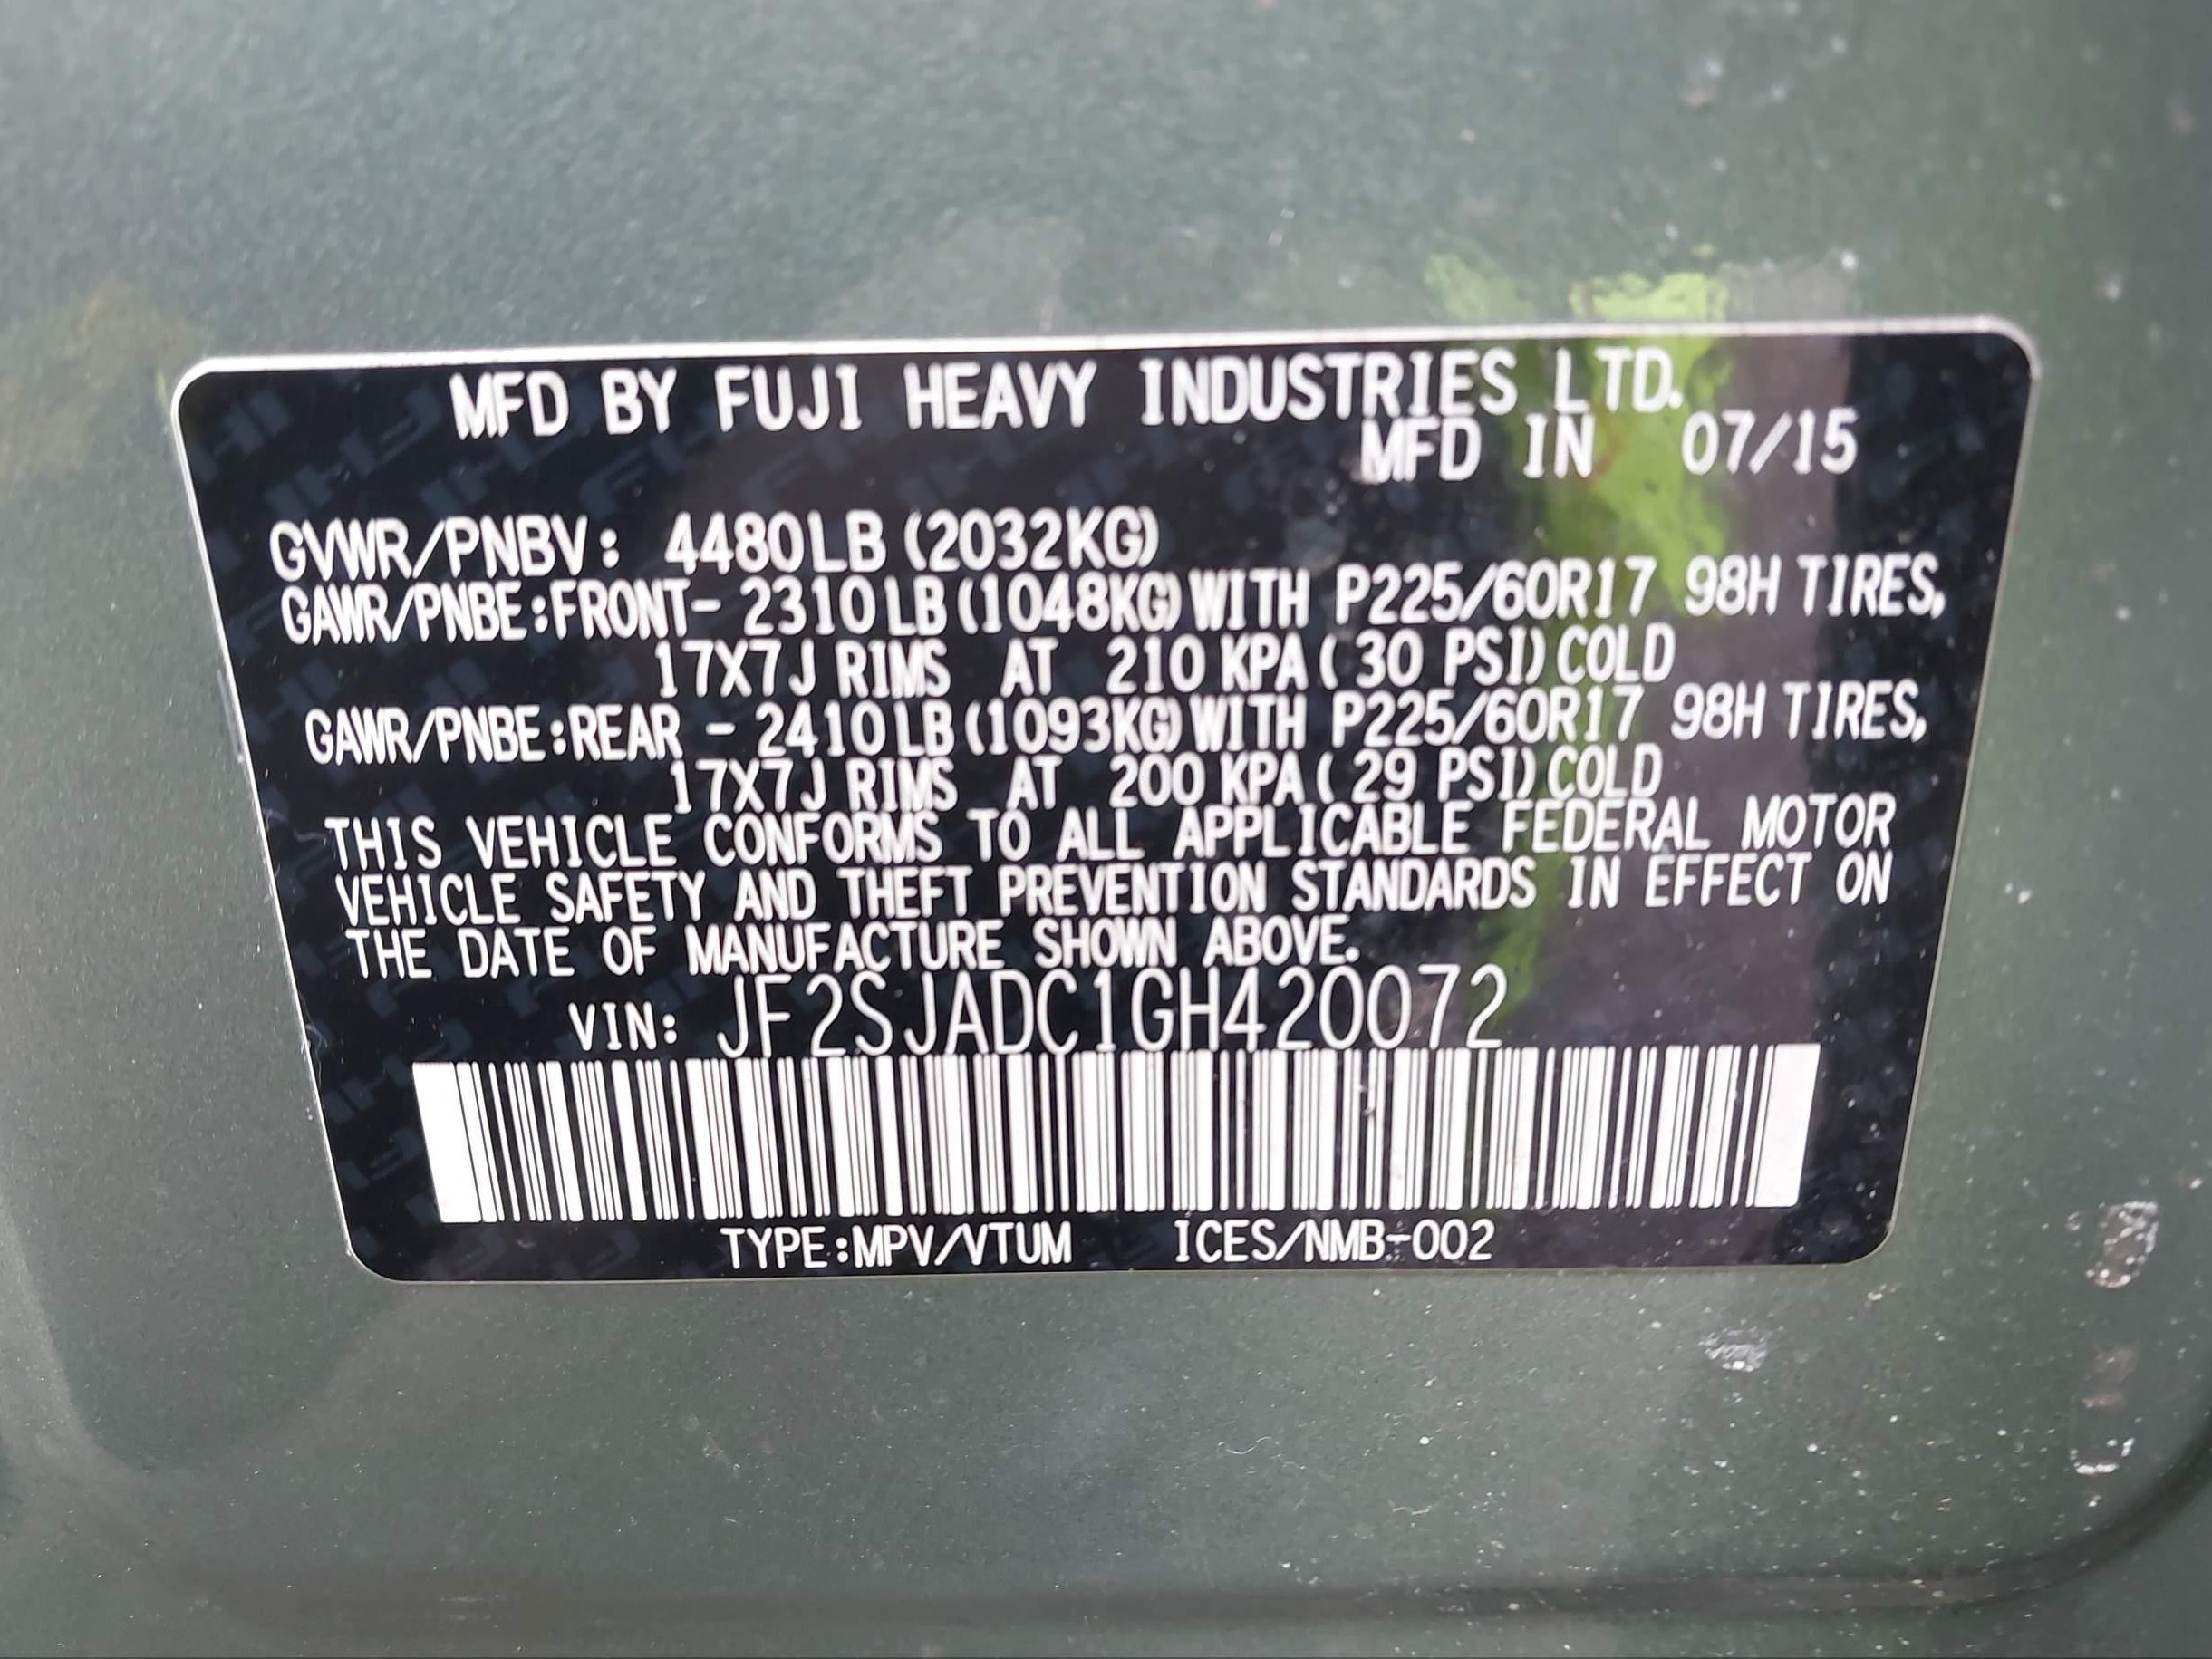 MFD BY FUJI HEAVY INDUSTRIES LTD.
MFD IN 07/15
GVWR/PNBV: 4480LB (2032KG)
GAWR/PNBE:FRONT- 2310LB(1048KG)WITH P225/60R17 98H TIRES,
17X7J RIMS AT 210 KPA( 30 PSI)COLD
GAWR/PNBE:REAR - 2410LB(1093KG)WITH P225/60R17 98H TIRES,
17X7J RIMS AT 200 KPA( 29 PSI)COLD
THIS VEHICLE CONFORMS TO ALL APPLICABLE FEDERAL MOTOR
VEHICLE SAFETY AND THEFT PREVENTION STANDARDS IN EFFECT ON
THE DATE OF MANUFACTURE SHOWN ABOVE.
VIN: JF2SJADC1GH420072
TYPE:MPV/VTUM ICES/NMB-002